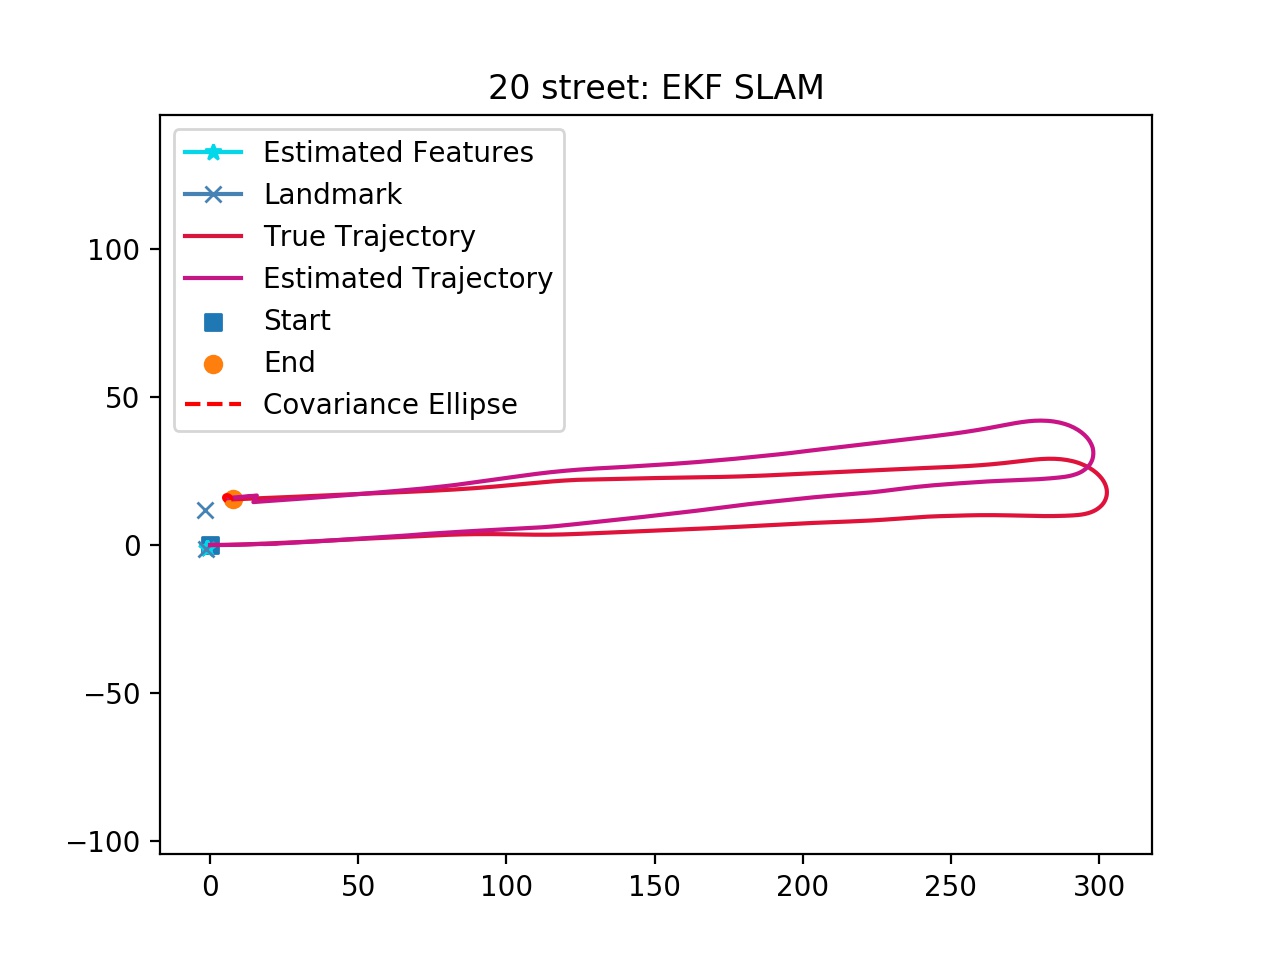 20 street: EKF SLAM
Estimated Features
Landmark
True Trajectory
Estimated Trajectory
Start
End
Covariance Ellipse
100
50
0
−50
−100
0 50 100 150 200 250 300